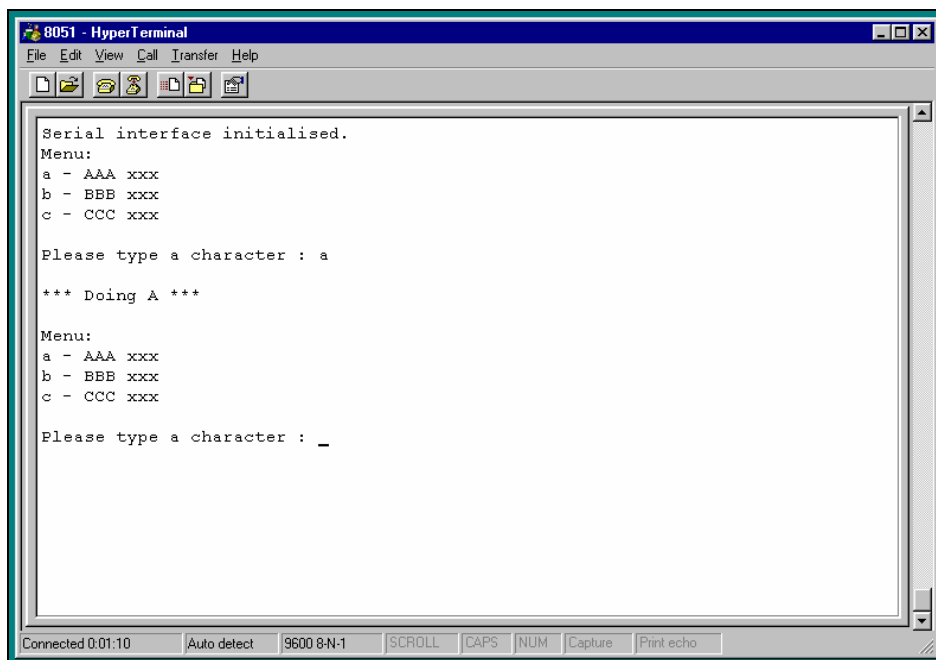 8051 - HyperTerminal
File Edit View Call Transfer Help
Serial interface initialised.
Menu:
a - AAA xxx
b - BBB xxx
c - CCC xxx
Please type a character : a
*** Doing A ***
Menu:
a - AAA xxx
b - BBB xxx
c - CCC xxx
Please type a character : _
Connected 0:01:10 Auto detect 9600 8-N-1 SCROLL CAPS NUM Capture Print echo